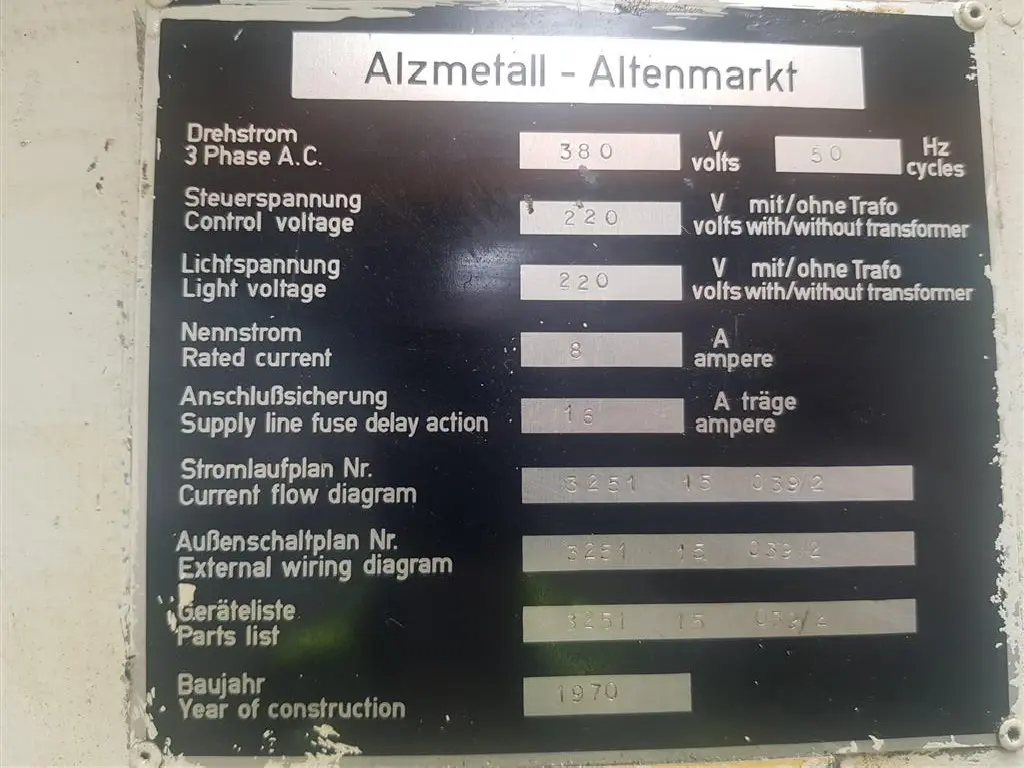 Alzmetall - Altenmarkt
Drehstrom
3 Phase A.C.
380
V
volts
50
Hz
cycles
Steuerspannung
Control voltage
220
V mit/ohne Trafo
volts with/without transformer
Lichtspannung
Light voltage
220
V mit/ohne Trafo
volts with/without transformer
Nennstrom
Rated current
8
A
ampere
Anschlußsicherung
Supply line fuse delay action
16
A träge
ampere
Stromlaufplan Nr.
Current flow diagram
3251 15 039/2
Außenschaltplan Nr.
External wiring diagram
3251 15 039/2
Geräteliste
Parts list
3251 15 039/2
Baujahr
Year of construction
1970